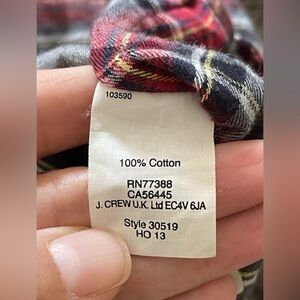 103590
100% Cotton
RN77388
CA56445
J. CREW U.K. Ltd EC4V 6JA
Style 30519
HO 13